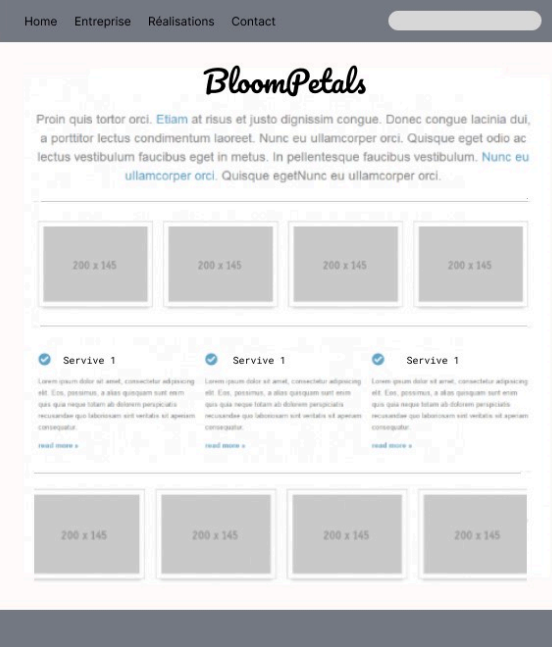 Home Entreprise Réalisations Contact
BloomPetals
Proin quis tortor orci. Etiam at risus et justo dignissim congue. Donec congue lacinia dui,
a porttitor lectus condimentum laoreet. Nunc eu ullamcorper orci. Quisque eget odio ac
lectus vestibulum faucibus eget in metus. In pellentesque faucibus vestibulum. Nunc eu
ullamcorper orci. Quisque egetNunc eu ullamcorper orci.
200 x 145 200 x 145 200 x 145 200 x 145
Servive 1 Servive 1 Servive 1
Lorem ipsum dolor sit amet, consectetur adipisicing
elit. Eos, possimus, a alias quisquam sunt enim
quis quia neque totam ab dolorem perspiciatis
recusandae quo laboriosam sint veritatis sit aperiam
consequatur.
read more »
Lorem ipsum dolor sit amet, consectetur adipisicing
elit. Eos, possimus, a alias quisquam sunt enim
quis quia neque totam ab dolorem perspiciatis
recusandae quo laboriosam sint veritatis sit aperiam
consequatur.
read more »
Lorem ipsum dolor sit amet, consectetur adipisicing
elit. Eos, possimus, a alias quisquam sunt enim
quis quia neque totam ab dolorem perspiciatis
recusandae quo laboriosam sint veritatis sit aperiam
consequatur.
read more »
200 x 145 200 x 145 200 x 145 200 x 145